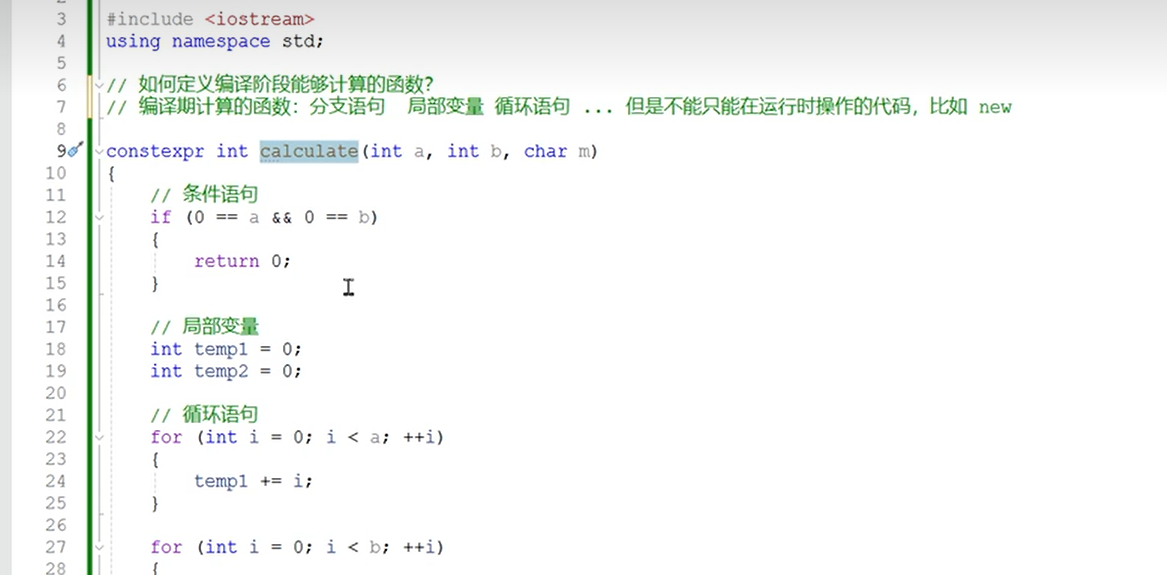 3 #include <iostream>
4 using namespace std;
5
6 // 如何定义编译阶段能够计算的函数?
7 // 编译期计算的函数: 分支语句 局部变量 循环语句 ... 但是不能只能在运行时操作的代码, 比如 new
8
9 constexpr int calculate(int a, int b, char m)
10 {
11 // 条件语句
12 if (0 == a && 0 == b)
13 {
14 return 0;
15 }
16
17 // 局部变量
18 int temp1 = 0;
19 int temp2 = 0;
20
21 // 循环语句
22 for (int i = 0; i < a; ++i)
23 {
24 temp1 += i;
25 }
26
27 for (int i = 0; i < b; ++i)
28 {